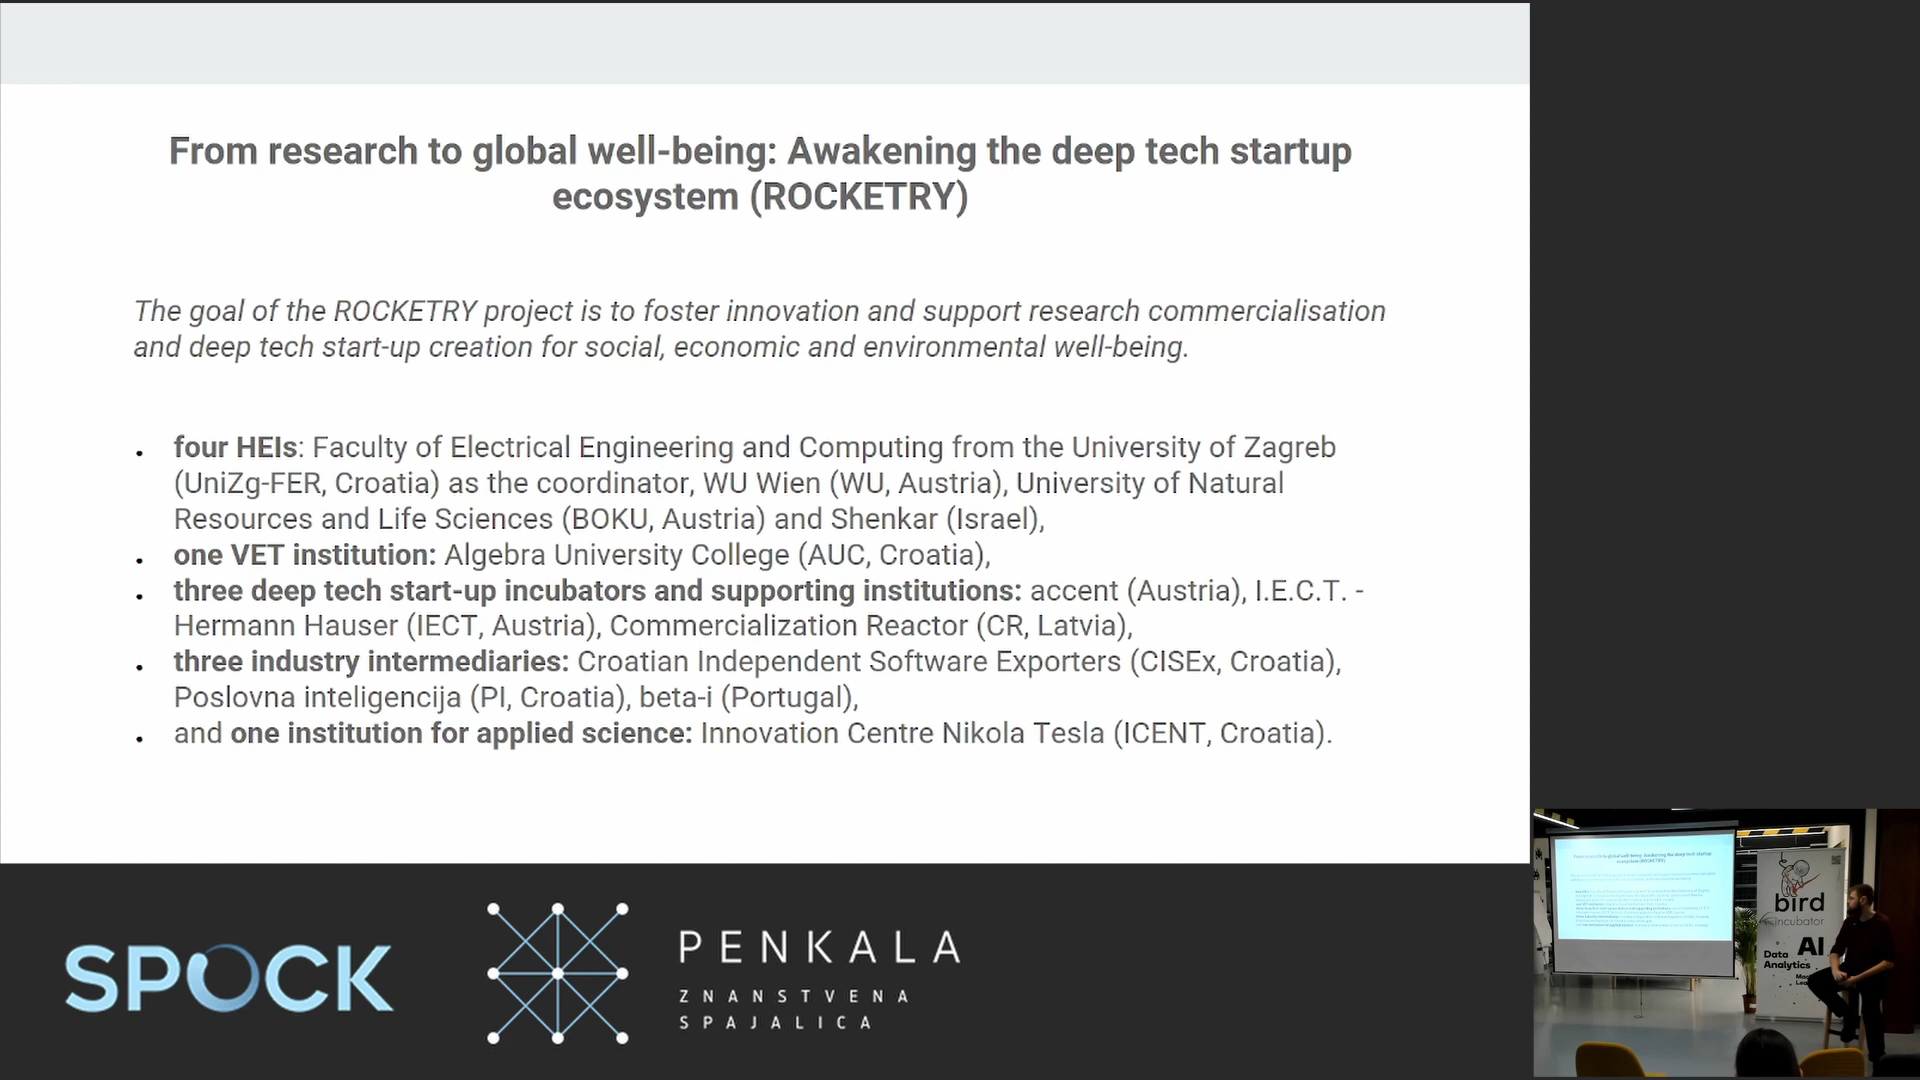 From research to global well-being: Awakening the deep tech startup
ecosystem (ROCKETRY)
The goal of the ROCKETRY project is to foster innovation and support research commercialisation
and deep tech start-up creation for social, economic and environmental well-being.
four HEIs: Faculty of Electrical Engineering and Computing from the University of Zagreb
(UniZg-FER, Croatia) as the coordinator, WU Wien (WU, Austria), University of Natural
Resources and Life Sciences (BOKU, Austria) and Shenkar (Israel),
one VET institution: Algebra University College (AUC, Croatia),
three deep tech start-up incubators and supporting institutions: accent (Austria), I.E.C.T. -
Hermann Hauser (IECT, Austria), Commercialization Reactor (CR, Latvia),
three industry intermediaries: Croatian Independent Software Exporters (CISEx, Croatia),
Poslovna inteligencija (PI, Croatia), beta-i (Portugal),
and one institution for applied science: Innovation Centre Nikola Tesla (ICENT, Croatia).
SPOCK
PENKALA
ZNANSTVENA
SPAJALICA
bird
incubator
AI
Data
Analytics